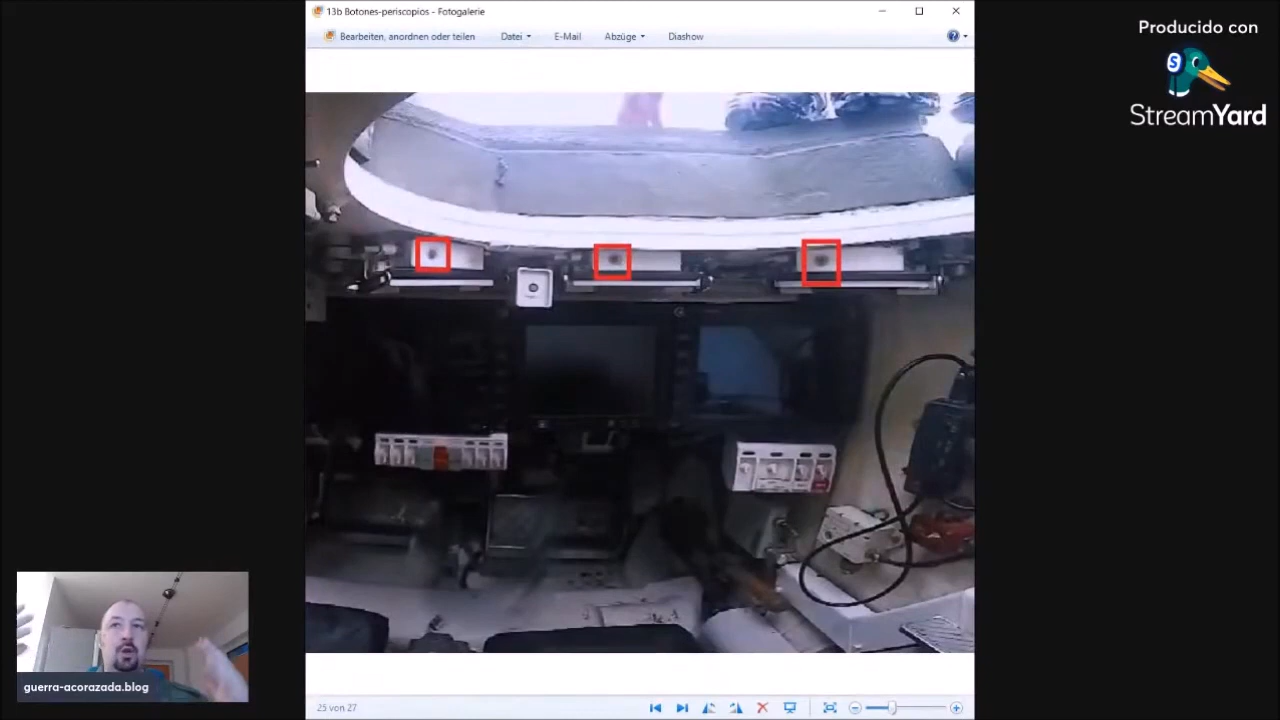 13b Botones-periscopios - Fotogalerie
Bearbeiten, anordnen oder teilen Datei E-Mail Abzüge Diashow
Producido con
S
StreamYard
guerra-acorazada.blog
25 von 27